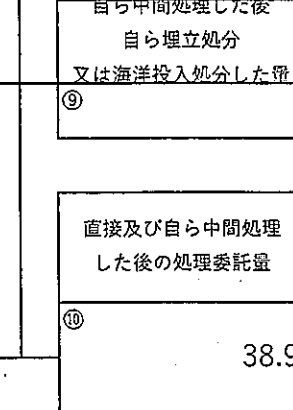 自ら中間処理した後
自ら埋立処分
又は海洋投入処分した量
⑨
直接及び自ら中間処理
した後の処理委託量
⑩
38.9